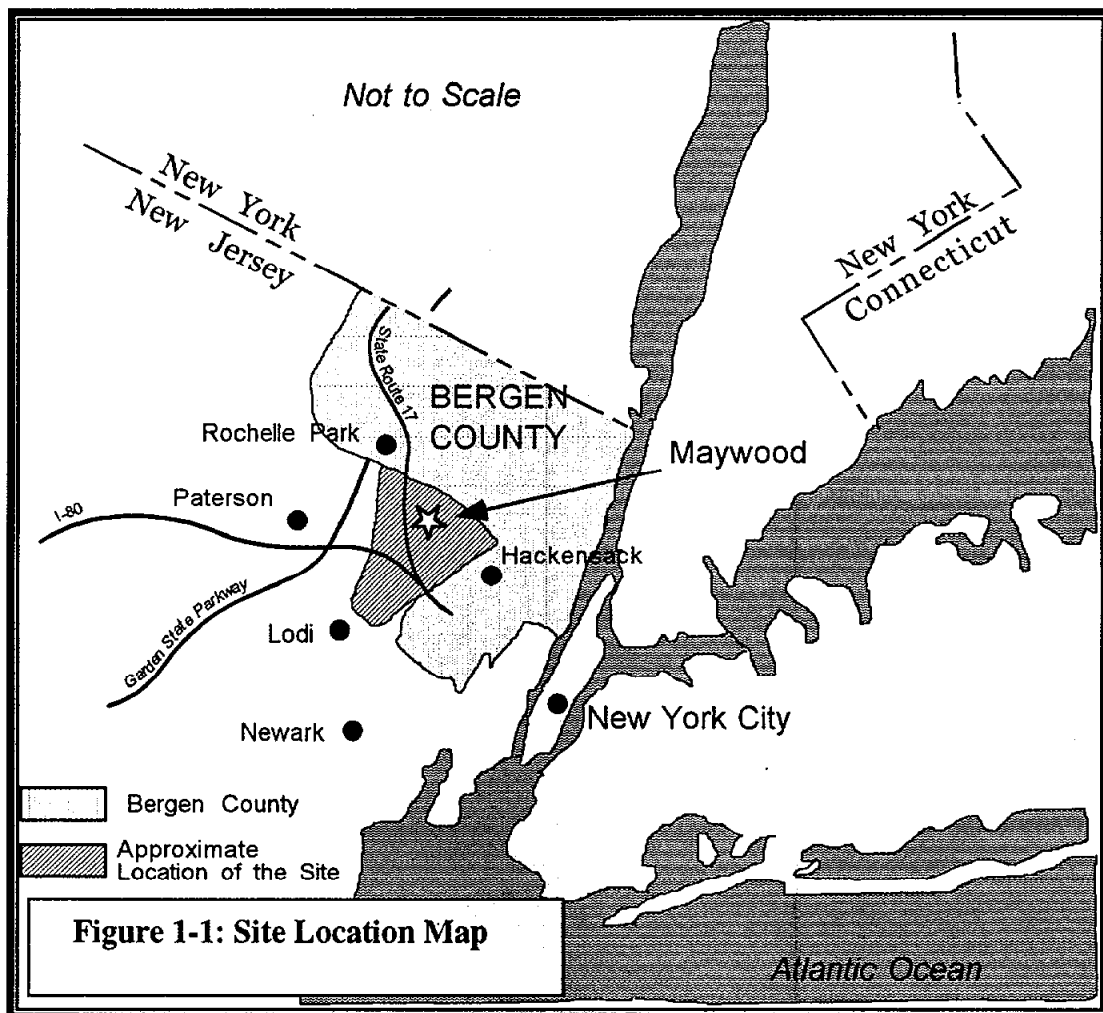 Not to Scale
New York
New Jersey
New York
Connecticut
State Route 17
BERGEN
COUNTY
Rochelle Park
Maywood
Paterson
I-80
Hackensack
Garden State Parkway
Lodi
New York City
Newark
Bergen County
Approximate
Location of the Site
Figure 1-1: Site Location Map
Atlantic Ocean